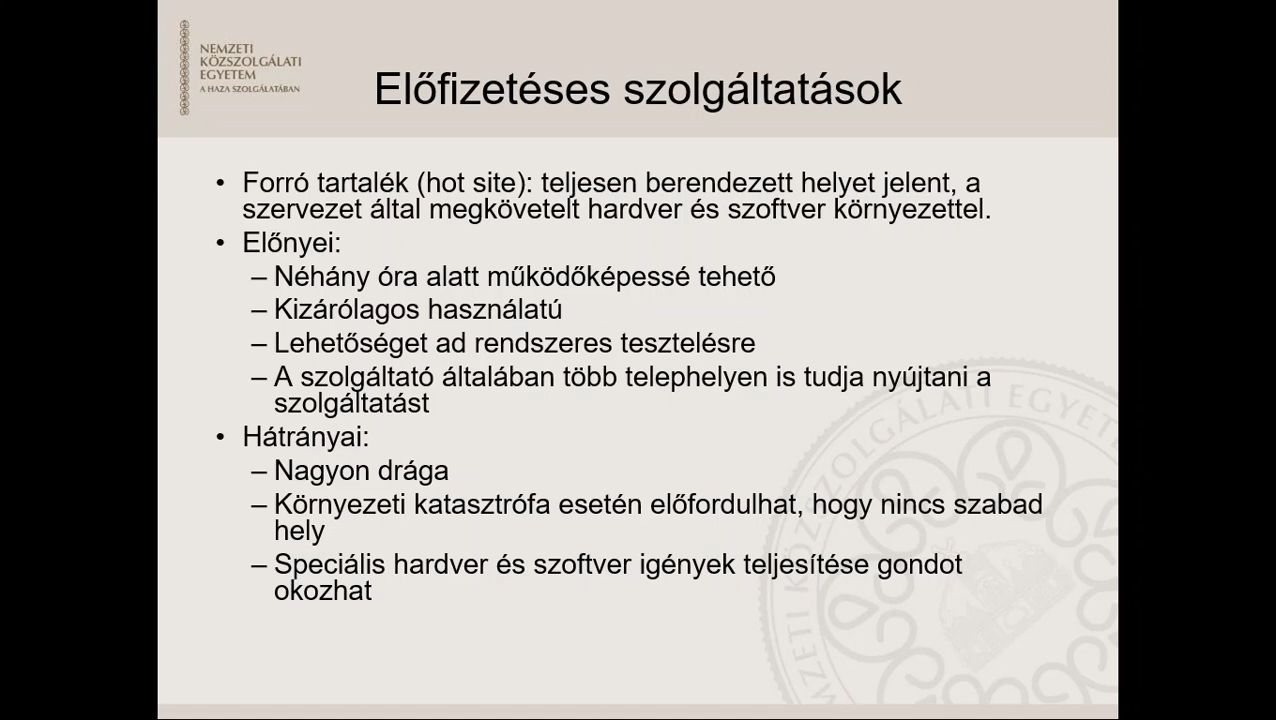 NEMZETI
KÖZSZOLGÁLATI
EGYETEM
A HAZA SZOLGÁLATÁBAN
Előfizetéses szolgáltatások
• Forró tartalék (hot site): teljesen berendezett helyet jelent, a
szervezet által megkövetelt hardver és szoftver környezettel.
• Előnyei:
– Néhány óra alatt működőképessé tehető
– Kizárólagos használatú
– Lehetőséget ad rendszeres tesztelésre
– A szolgáltató általában több telephelyen is tudja nyújtani a
szolgáltatást
• Hátrányai:
– Nagyon drága
– Környezeti katasztrófa esetén előfordulhat, hogy nincs szabad
hely
– Speciális hardver és szoftver igények teljesítése gondot
okozhat
MZETI KÖZSZOLGÁLATI EGYETE